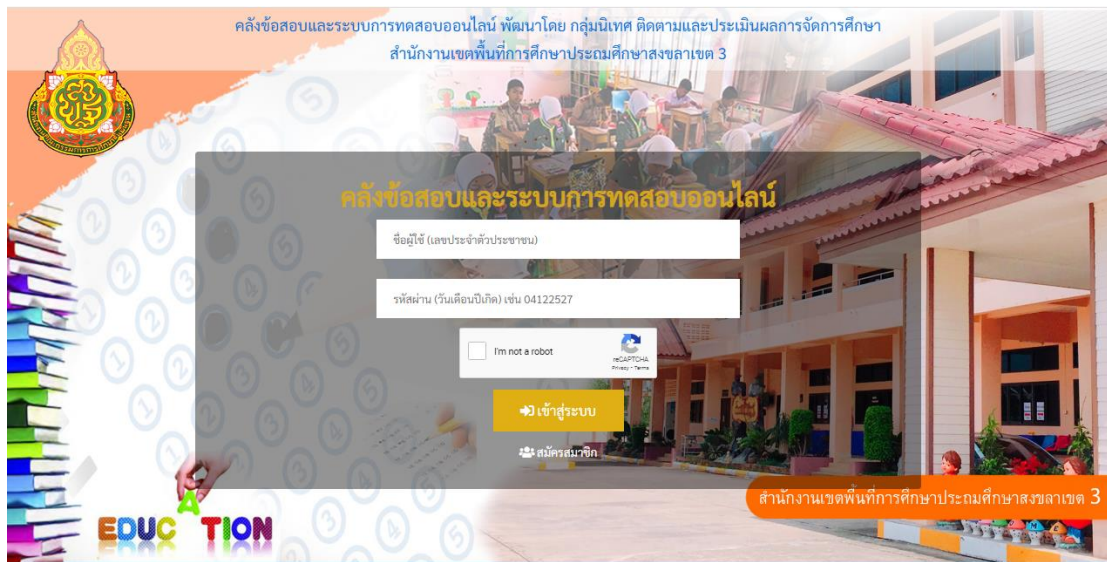 คลังข้อสอบและระบบการทดสอบออนไลน์ พัฒนาโดย กลุ่มนิเทศ ติดตามและประเมินผลการจัดการศึกษา
สำนักงานเขตพื้นที่การศึกษาประถมศึกษาสงขลาเขต 3
คลังข้อสอบและระบบการทดสอบออนไลน์
ชื่อผู้ใช้ (เลขประจำตัวประชาชน)
รหัสผ่าน (วันเดือนปีเกิด) เช่น 04122527
I'm not a robot
reCAPTCHA
Privacy - Terms
เข้าสู่ระบบ
สมัครสมาชิก
สำนักงานเขตพื้นที่การศึกษาประถมศึกษาสงขลาเขต 3
EDUCATION